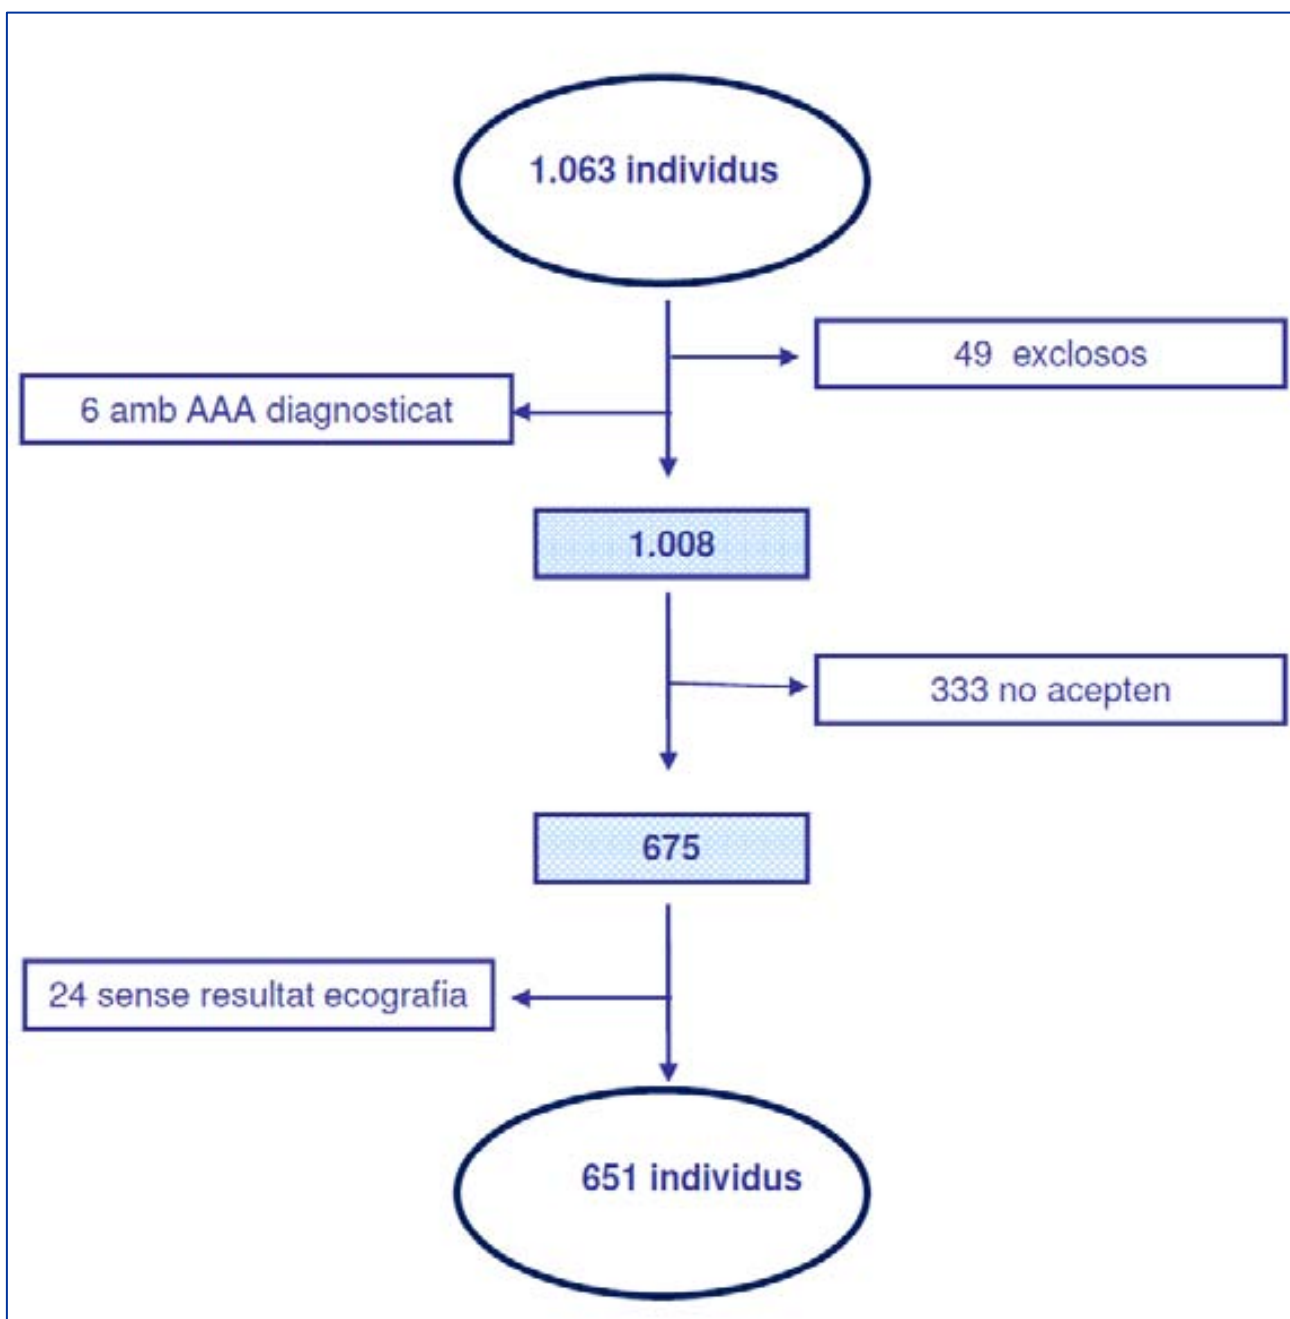 1.063 individus
49 exclosos
6 amb AAA diagnosticat
1.008
333 no acepten
675
24 sense resultat ecografia
651 individus